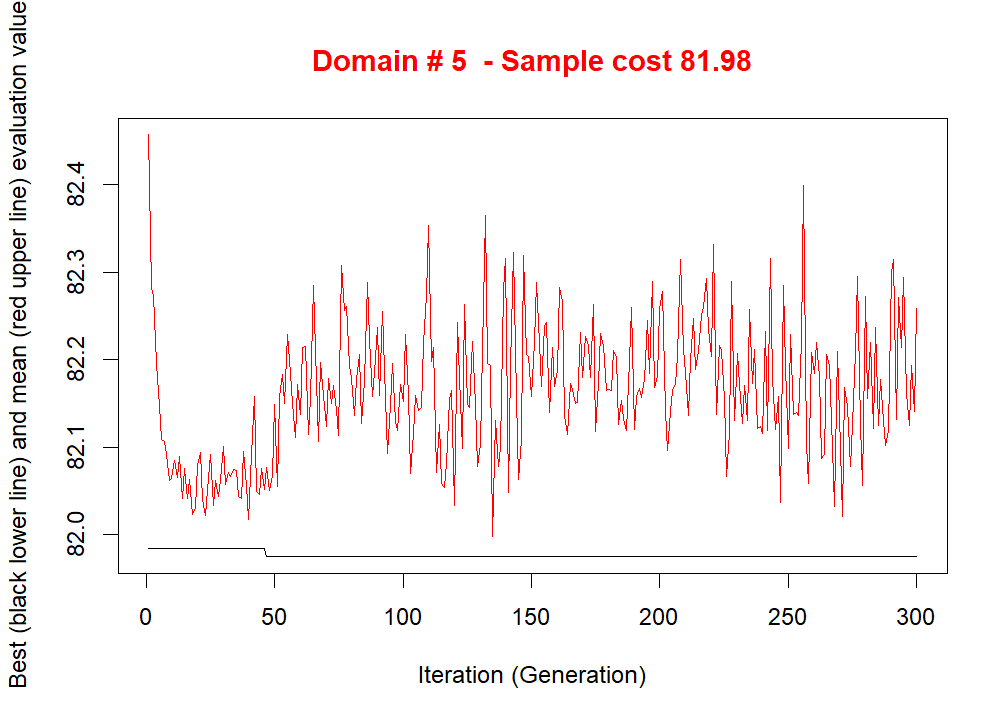 Domain # 5  - Sample cost 81.98
Best (black lower line) and mean (red upper line) evaluation value
82.4
82.3
82.2
82.1
82.0
0 50 100 150 200 250 300
Iteration (Generation)